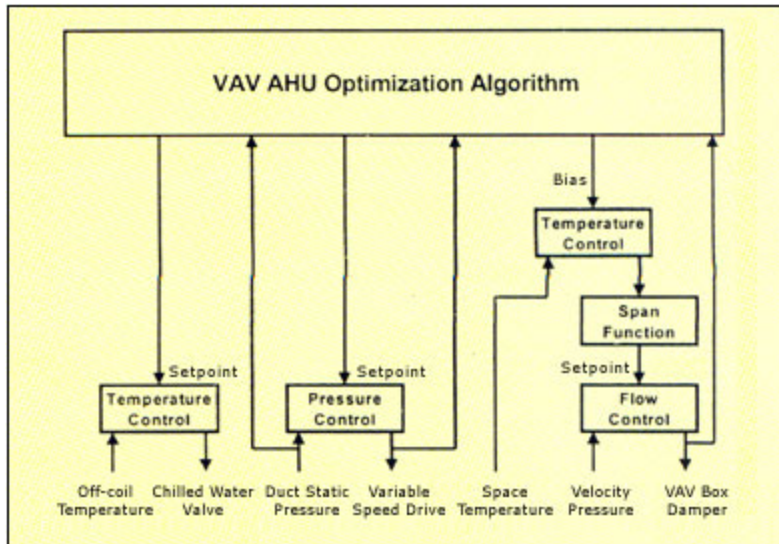 VAV AHU Optimization Algorithm
Bias
Temperature
Control
Span
Function
Setpoint
Setpoint
Setpoint
Temperature
Control
Pressure
Control
Flow
Control
Off-coil
Temperature
Chilled Water
Valve
Duct Static
Pressure
Variable
Speed Drive
Space
Temperature
Velocity
Pressure
VAV Box
Damper